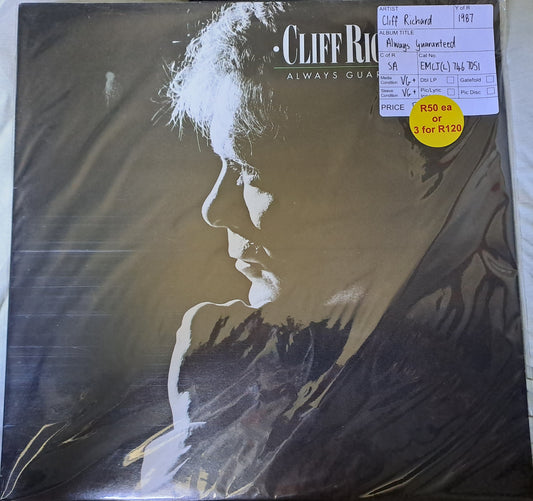 ·CLIFF RIC
ALWAYS GUAR
ARTIST
Y of R
Cliff Richard
1987
ALBUM TITLE
Always guaranteed
C of R
Cat No.
SA
EMCJ(L) 746 7051
Media Condition
VG+
Dbl LP
Gatefold
Sleeve Condition
VG+
Pic/Lyric
Pic Disc
PRICE
R50 ea
or
3 for R120